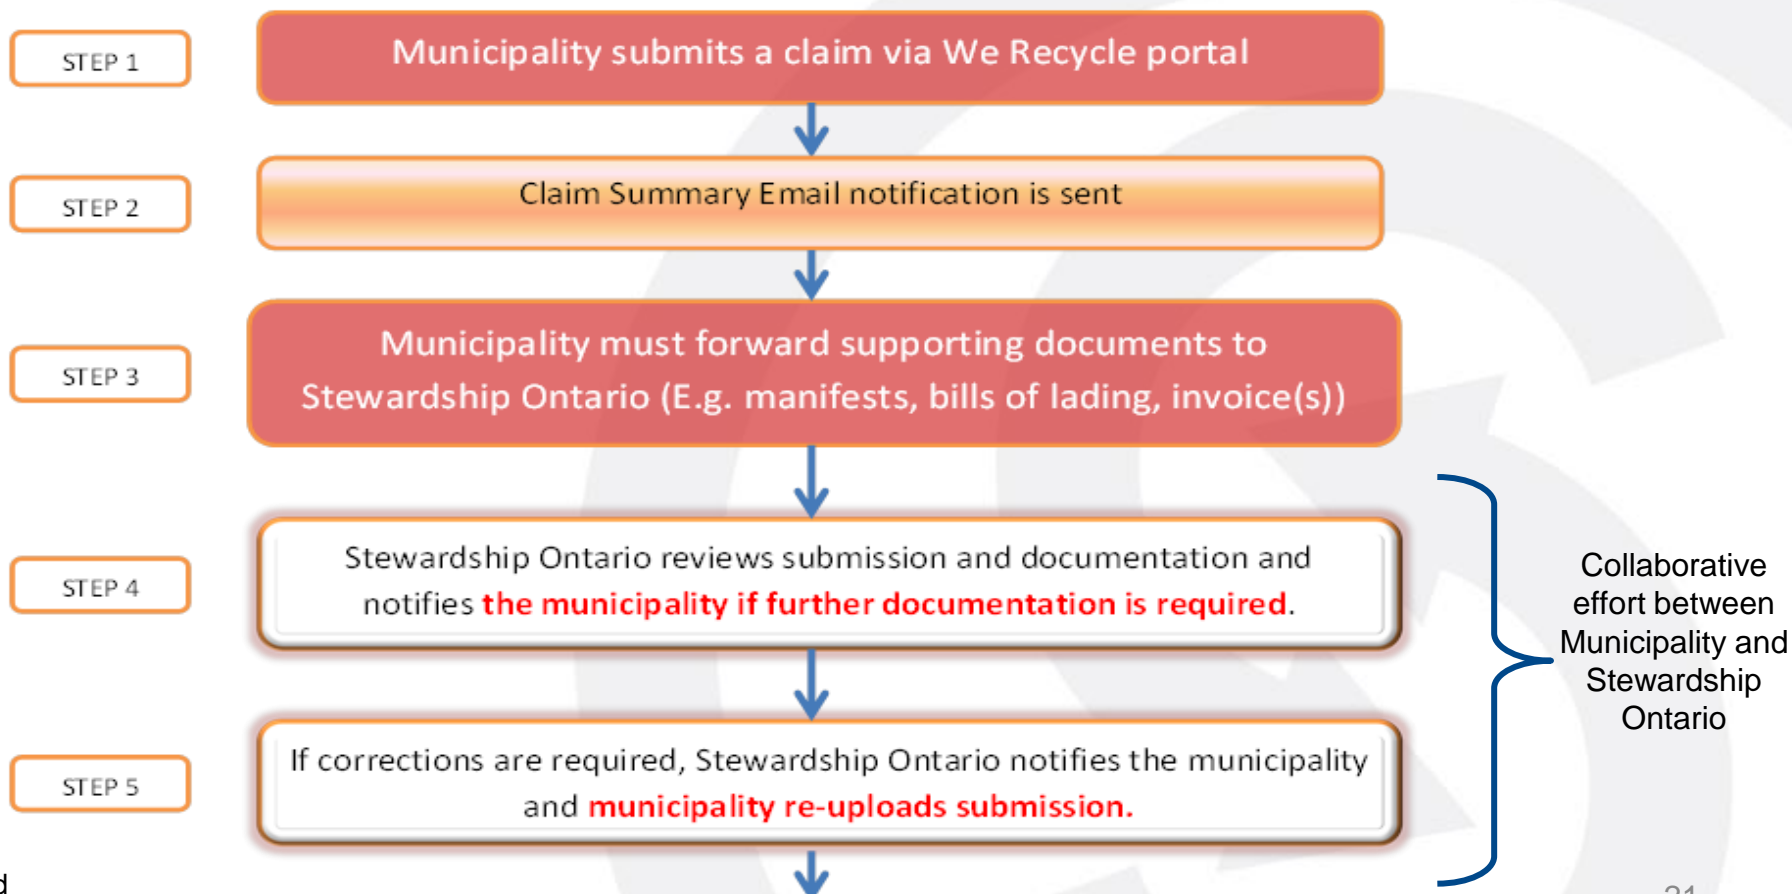 STEP 1
Municipality submits a claim via We Recycle portal
STEP 2
Claim Summary Email notification is sent
STEP 3
Municipality must forward supporting documents to
Stewardship Ontario (E.g. manifests, bills of lading, invoice(s))
STEP 4
Stewardship Ontario reviews submission and documentation and
notifies the municipality if further documentation is required.
STEP 5
If corrections are required, Stewardship Ontario notifies the municipality
and municipality re-uploads submission.
Collaborative
effort between
Municipality and
Stewardship
Ontario